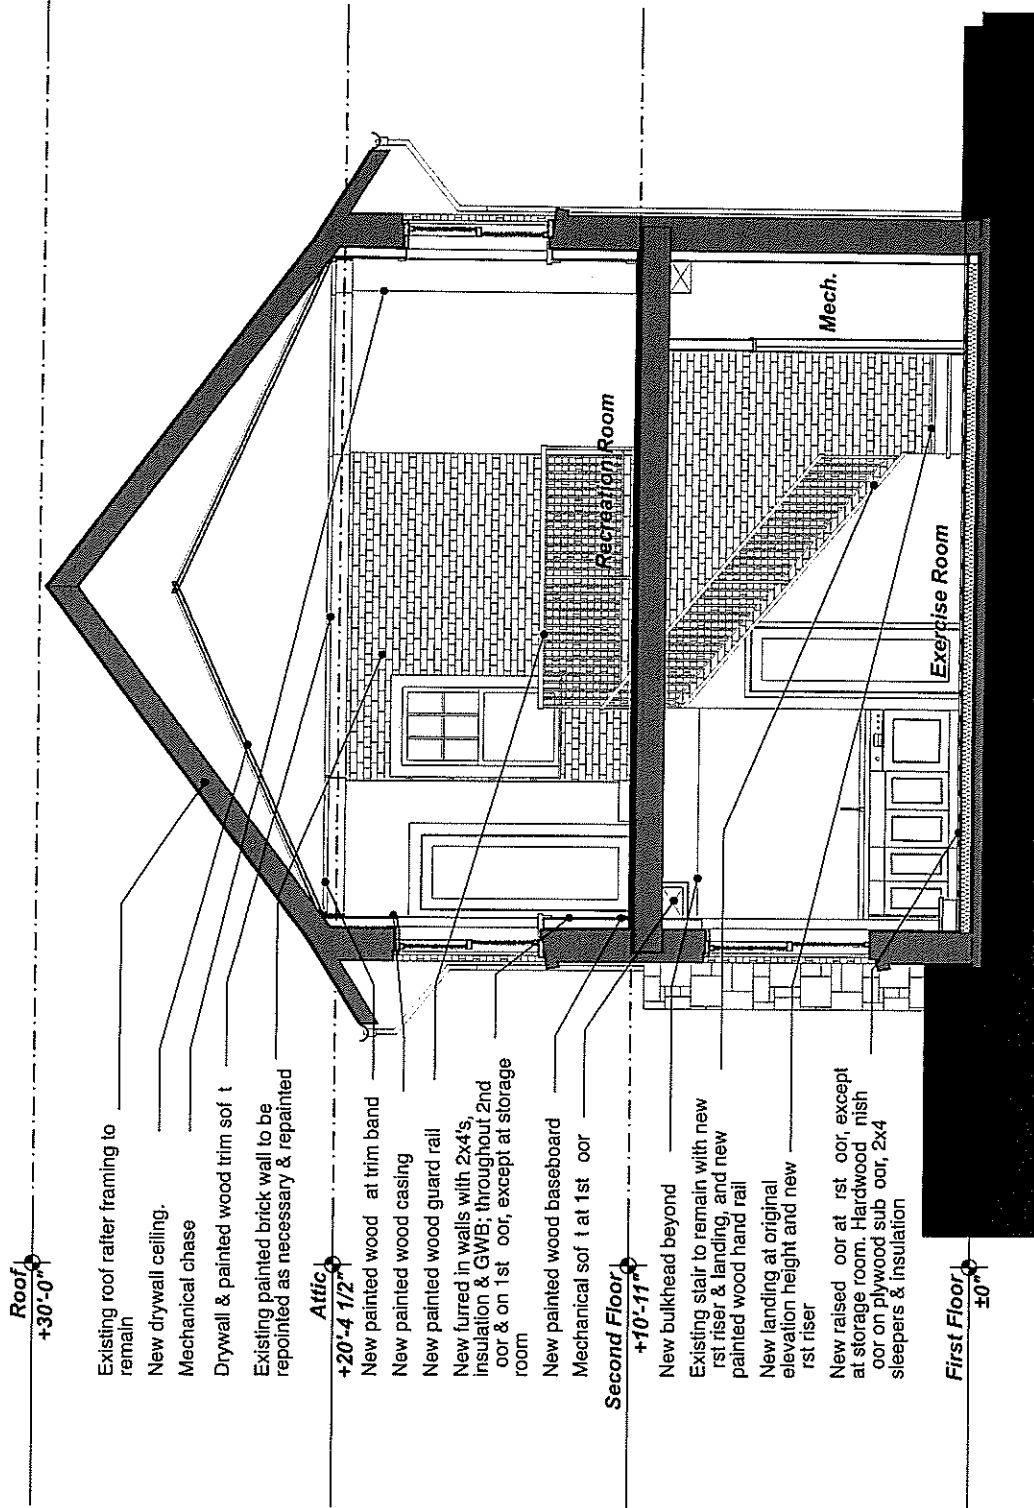 Roof
+30'-0"
Existing roof rafter framing to
remain
New drywall ceiling.
Mechanical chase
Drywall & painted wood trim sof t
Existing painted brick wall to be
repointed as necessary & repainted
Attic
+20'-4 1/2"
New painted wood at trim band
New painted wood casing
New painted wood guard rail
New furred in walls with 2x4's,
insulation & GWB; throughout 2nd
oor & on 1st oor, except at storage
room
New painted wood baseboard
Mechanical sof t at 1st oor
Second Floor
+10'-11"
New bulkhead beyond
Existing stair to remain with new
rst riser & landing, and new
painted wood hand rail
New landing at original
elevation height and new
rst riser
New raised oor at rst oor, except
at storage room. Hardwood nish
oor on plywood sub oor, 2x4
sleepers & insulation
First Floor
±0"
Recreation Room
Exercise Room
Mech.